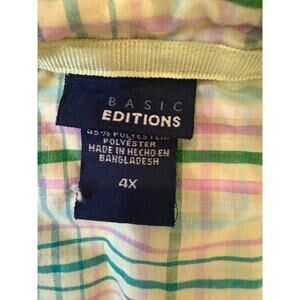 BASIC
EDITIONS
45% POLYESTER/
POLYESTER
MADE IN HECHO EN
BANGLADESH
4X